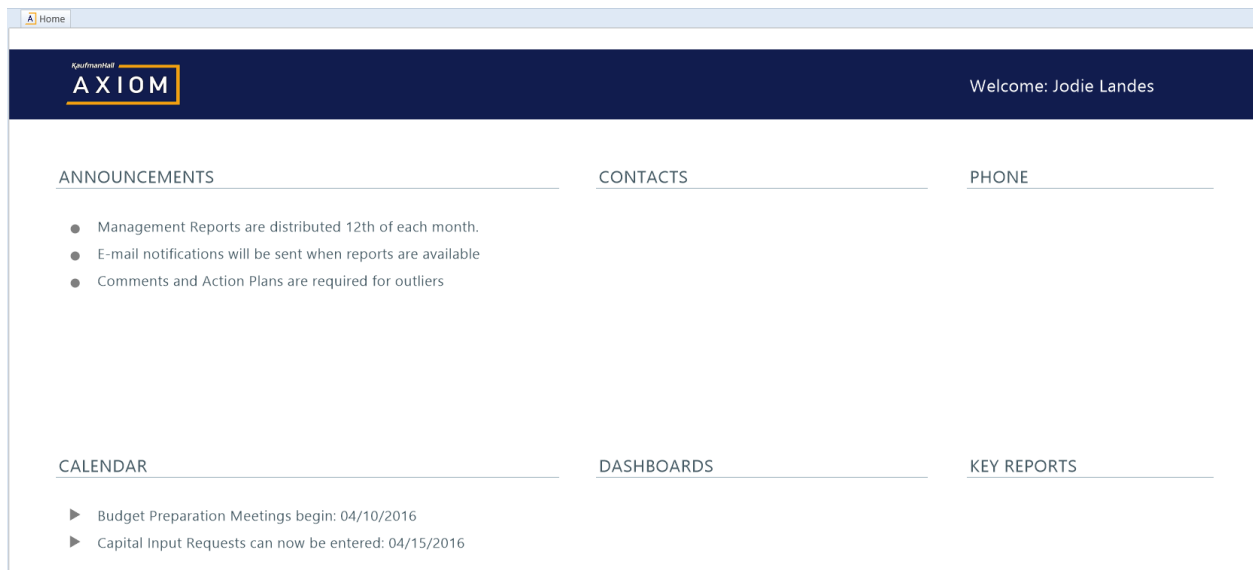 Home
KaufmanHall
AXIOM
Welcome: Jodie Landes
ANNOUNCEMENTS
CONTACTS
PHONE
Management Reports are distributed 12th of each month.
E-mail notifications will be sent when reports are available
Comments and Action Plans are required for outliers
CALENDAR
DASHBOARDS
KEY REPORTS
Budget Preparation Meetings begin: 04/10/2016
Capital Input Requests can now be entered: 04/15/2016